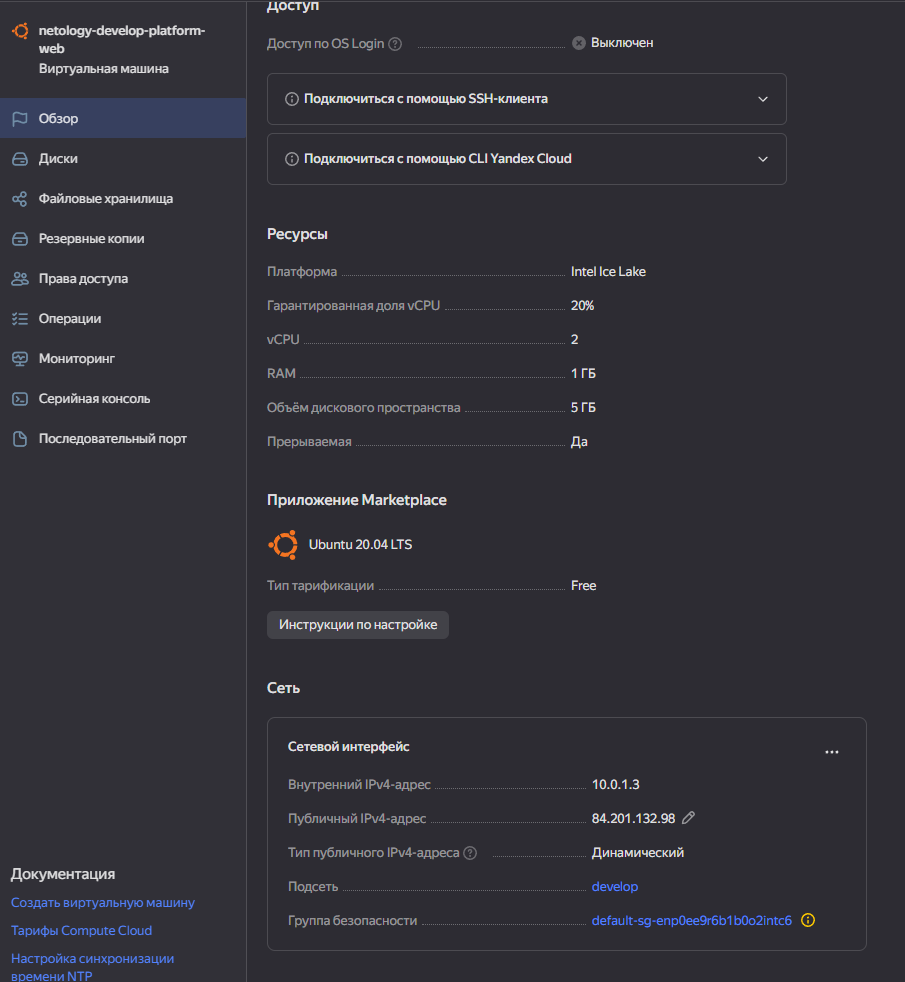 netology-develop-platform-
web
Виртуальная машина
Обзор
Диски
Файловые хранилища
Резервные копии
Права доступа
Операции
Мониторинг
Серийная консоль
Последовательный порт
Документация
Создать виртуальную машину
Тарифы Compute Cloud
Настройка синхронизации
времени NTP
Доступ
Доступ по OS Login
Выключен
Подключиться с помощью SSH-клиента
Подключиться с помощью CLI Yandex Cloud
Ресурсы
Платформа Intel Ice Lake
Гарантированная доля vCPU 20%
vCPU 2
RAM 1 ГБ
Объём дискового пространства 5 ГБ
Прерываемая Да
Приложение Marketplace
Ubuntu 20.04 LTS
Тип тарификации Free
Инструкции по настройке
Сеть
Сетевой интерфейс
Внутренний IPv4-адрес 10.0.1.3
Публичный IPv4-адрес 84.201.132.98
Тип публичного IPv4-адреса Динамический
Подсеть develop
Группа безопасности default-sg-enp0ee9r6b1b0o2intc6